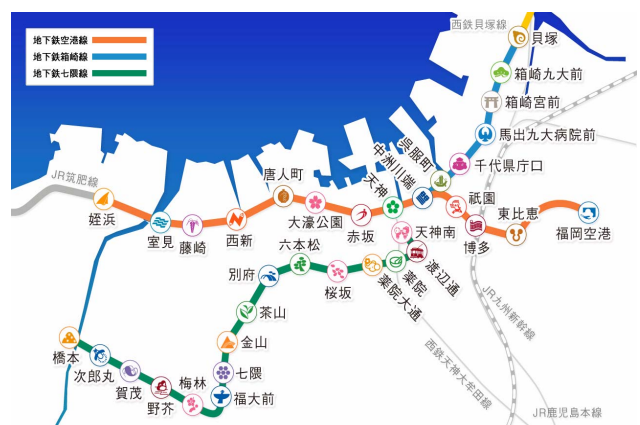 地下鉄空港線
地下鉄箱崎線
地下鉄七隈線
西鉄貝塚線
貝塚
箱崎九大前
箱崎宮前
馬出九大病院前
千代県庁口
呉服町
中洲川端
天神
祇園
東比恵
福岡空港
博多
JR筑肥線
姪浜
室見
藤崎
西新
唐人町
大濠公園
赤坂
天神南
渡辺通
薬院
薬院大通
桜坂
六本松
別府
茶山
金山
七隈
福大前
梅林
野芥
賀茂
次郎丸
橋本
JR九州新幹線
西鉄天神大牟田線
JR鹿児島本線